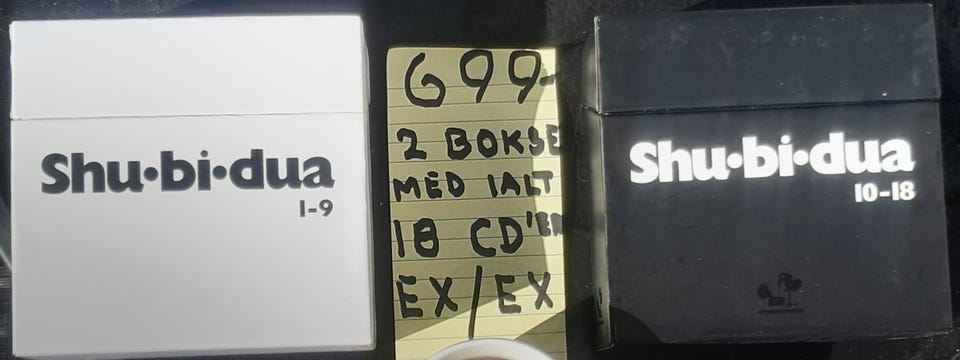 Shu·bi·dua
1-9
699-
2 BOKSE
MED IALT
18 CD'ER
EX/EX
Shu·bi·dua
10-18